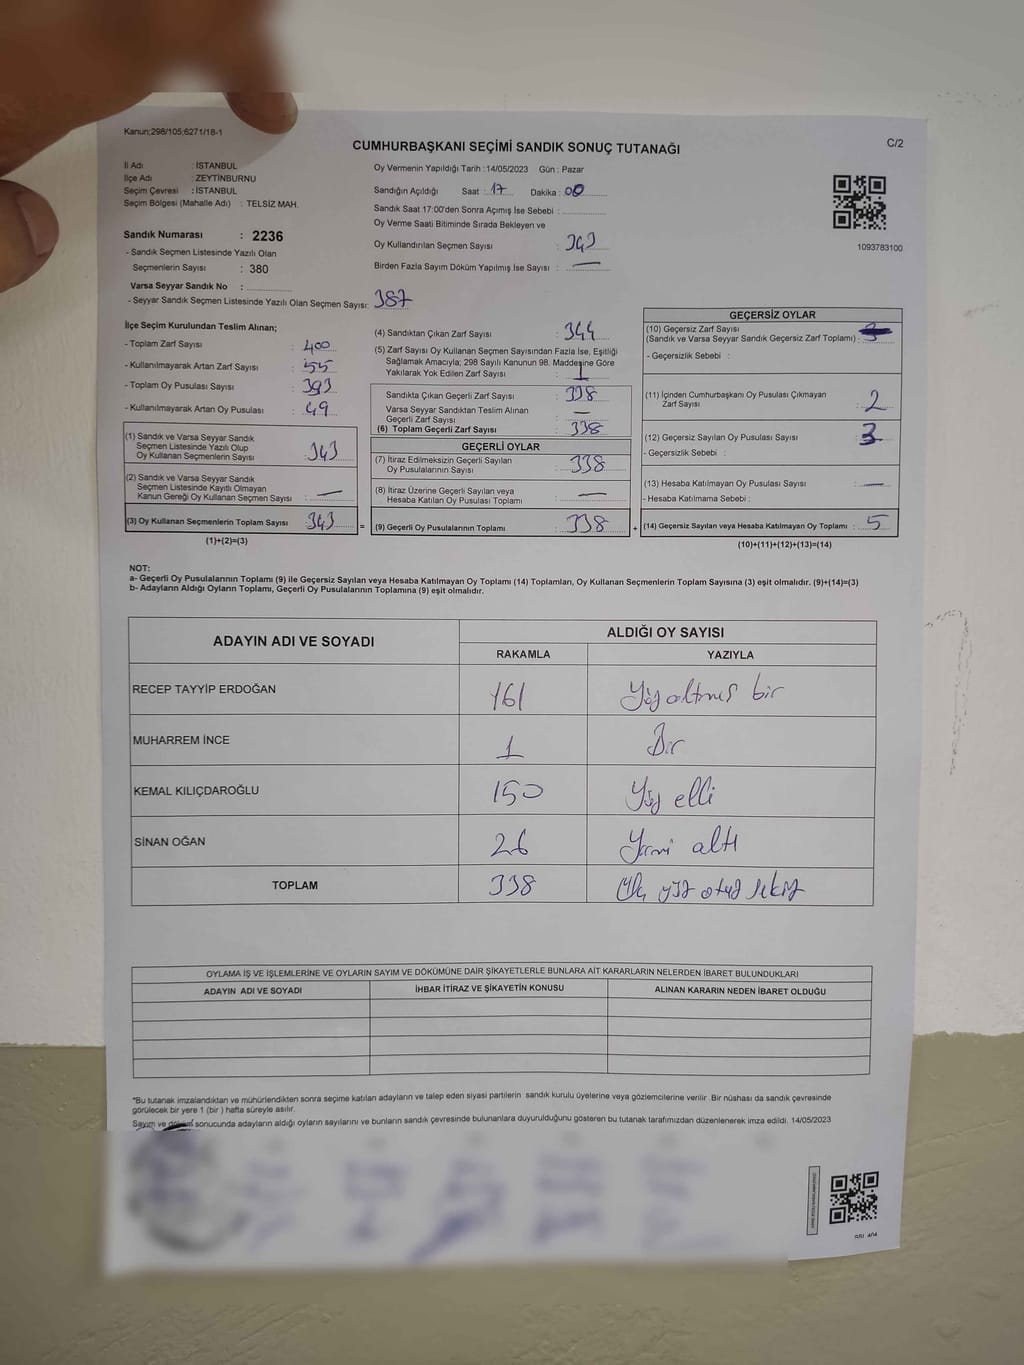 Kanun;298/105;6271/18-1
C/2
CUMHURBAŞKANI SEÇİMİ SANDIK SONUÇ TUTANAĞI
İli Adı : İSTANBUL
İlçe Adı : ZEYTİNBURNU
Seçim Çevresi : İSTANBUL
Seçim Bölgesi (Mahalle Adı) : TELSİZ MAH.
Sandık Numarası : 2236
- Sandık Seçmen Listesinde Yazılı Olan
Seçmenlerin Sayısı : 380
Varsa Seyyar Sandık No :
- Seyyar Sandık Seçmen Listesinde Yazılı Olan Seçmen Sayısı: 387
Oy Vermenin Yapıldığı Tarih :14/05/2023 Gün : Pazar
Sandığın Açıldığı Saat : 17 Dakika : 00
Sandık Saat 17:00'den Sonra Açımış İse Sebebi :
Oy Verme Saati Bitiminde Sırada Bekleyen ve
Oy Kullandırılan Seçmen Sayısı : 343
Birden Fazla Sayım Döküm Yapılmış İse Sayısı : —
1093783100
İlçe Seçim Kurulundan Teslim Alınan;
- Toplam Zarf Sayısı : 400
- Kullanılmayarak Artan Zarf Sayısı : 55
- Toplam Oy Pusulası Sayısı : 393
- Kullanılmayarak Artan Oy Pusulası : 49
(1) Sandık ve Varsa Seyyar Sandık
Seçmen Listesinde Yazılı Olup
Oy Kullanan Seçmenlerin Sayısı : 343
(2) Sandık ve Varsa Seyyar Sandık
Seçmen Listesinde Kayıtlı Olmayan
Kanun Gereği Oy Kullanan Seçmen Sayısı : —
(3) Oy Kullanan Seçmenlerin Toplam Sayısı : 343 =
(1)+(2)=(3)
(4) Sandıktan Çıkan Zarf Sayısı : 344
(5) Zarf Sayısı Oy Kullanan Seçmen Sayısından Fazla İse, Eşitliği
Sağlamak Amacıyla; 298 Sayılı Kanunun 98. Maddesine Göre
Yakılarak Yok Edilen Zarf Sayısı : 1
Sandıkta Çıkan Geçerli Zarf Sayısı : 338
Varsa Seyyar Sandıktan Teslim Alınan
Geçerli Zarf Sayısı : —
(6) Toplam Geçerli Zarf Sayısı : 338
GEÇERLİ OYLAR
(7) İtiraz Edilmeksizin Geçerli Sayılan
Oy Pusulalarının Sayısı : 338
(8) İtiraz Üzerine Geçerli Sayılan veya
Hesaba Katılan Oy Pusulası Toplamı : —
(9) Geçerli Oy Pusulalarının Toplamı : 338 +
GEÇERSİZ OYLAR
(10) Geçersiz Zarf Sayısı
(Sandık ve Varsa Seyyar Sandık Geçersiz Zarf Toplamı) :
- Geçersizlik Sebebi :
(11) İçinden Cumhurbaşkanı Oy Pusulası Çıkmayan
Zarf Sayısı : 2
(12) Geçersiz Sayılan Oy Pusulası Sayısı : 3
- Geçersizlik Sebebi :
(13) Hesaba Katılmayan Oy Pusulası Sayısı : —
- Hesaba Katılmama Sebebi :
(14) Geçersiz Sayılan veya Hesaba Katılmayan Oy Toplamı : 5
(10)+(11)+(12)+(13)=(14)
NOT:
a- Geçerli Oy Pusulalarının Toplamı (9) ile Geçersiz Sayılan veya Hesaba Katılmayan Oy Toplamı (14) Toplamları, Oy Kullanan Seçmenlerin Toplam Sayısına (3) eşit olmalıdır. (9)+(14)=(3)
b- Adayların Aldığı Oyların Toplamı, Geçerli Oy Pusulalarının Toplamına (9) eşit olmalıdır.
ADAYIN ADI VE SOYADI ALDIĞI OY SAYISI
RAKAMLA YAZIYLA
RECEP TAYYİP ERDOĞAN 161 Yüz altmış bir
MUHARREM İNCE 1 Bir
KEMAL KILIÇDAROĞLU 150 Yüz elli
SİNAN OĞAN 26 Yirmi altı
TOPLAM 338 Üç yüz otuz sekiz
OYLAMA İŞ VE İŞLEMLERİNE VE OYLARIN SAYIM VE DÖKÜMÜNE DAİR ŞİKAYETLERLE BUNLARA AİT KARARLARIN NELERDEN İBARET BULUNDUKLARI
ADAYIN ADI VE SOYADI İHBAR İTİRAZ VE ŞİKAYETİN KONUSU ALINAN KARARIN NEDEN İBARET OLDUĞU
*Bu tutanak imzalandıktan ve mühürlendikten sonra seçime katılan adayların ve talep eden siyasi partilerin sandık kurulu üyelerine veya gözlemcilerine verilir .Bir nüshası da sandık çevresinde
görülecek bir yere 1 (bir ) hafta süreyle asılır.
Sayım ve döküm sonucunda adayların aldığı oyların sayılarını ve bunların sandık çevresinde bulunanlara duyurulduğunu gösteren bu tutanak tarafımızdan düzenlenerek imza edildi. 14/05/2023